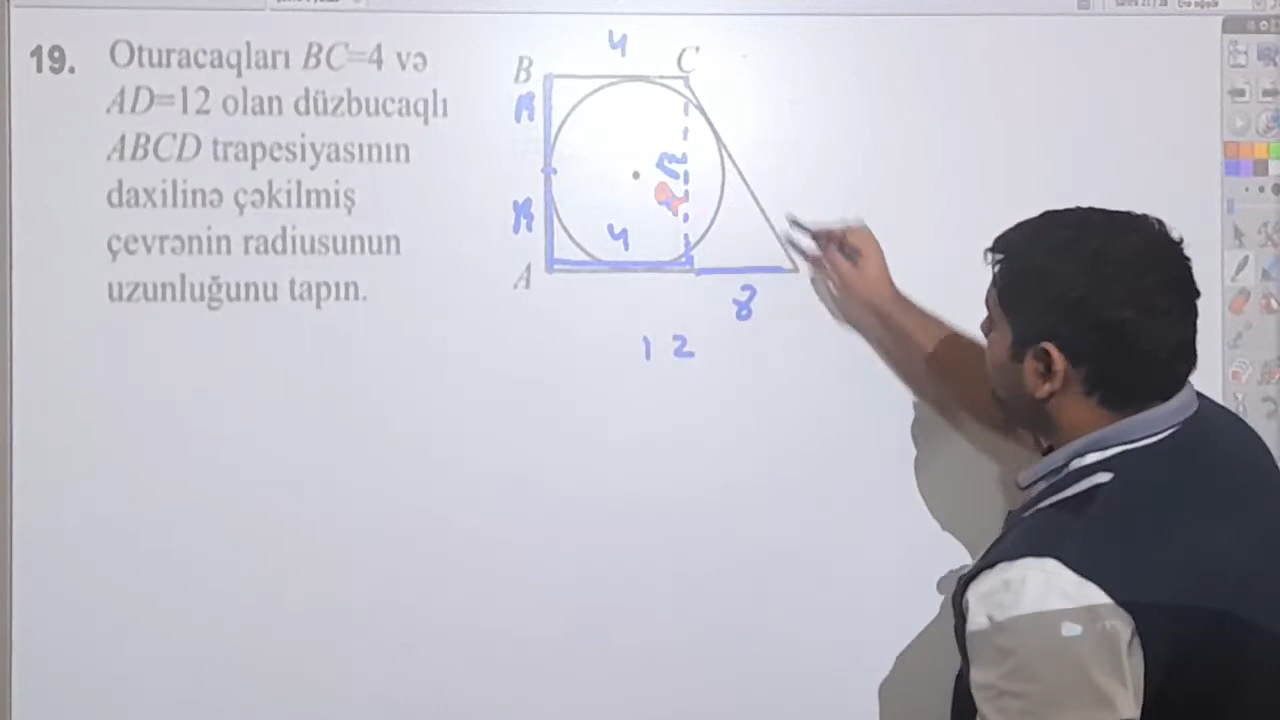 19. Oturacaqları BC=4 və
AD=12 olan düzbucaqlı
ABCD trapesiyasının
daxilinə çəkilmiş
çevrənin radiusunun
uzunluğunu tapın.
4
B C
R
R
4
A
8
12